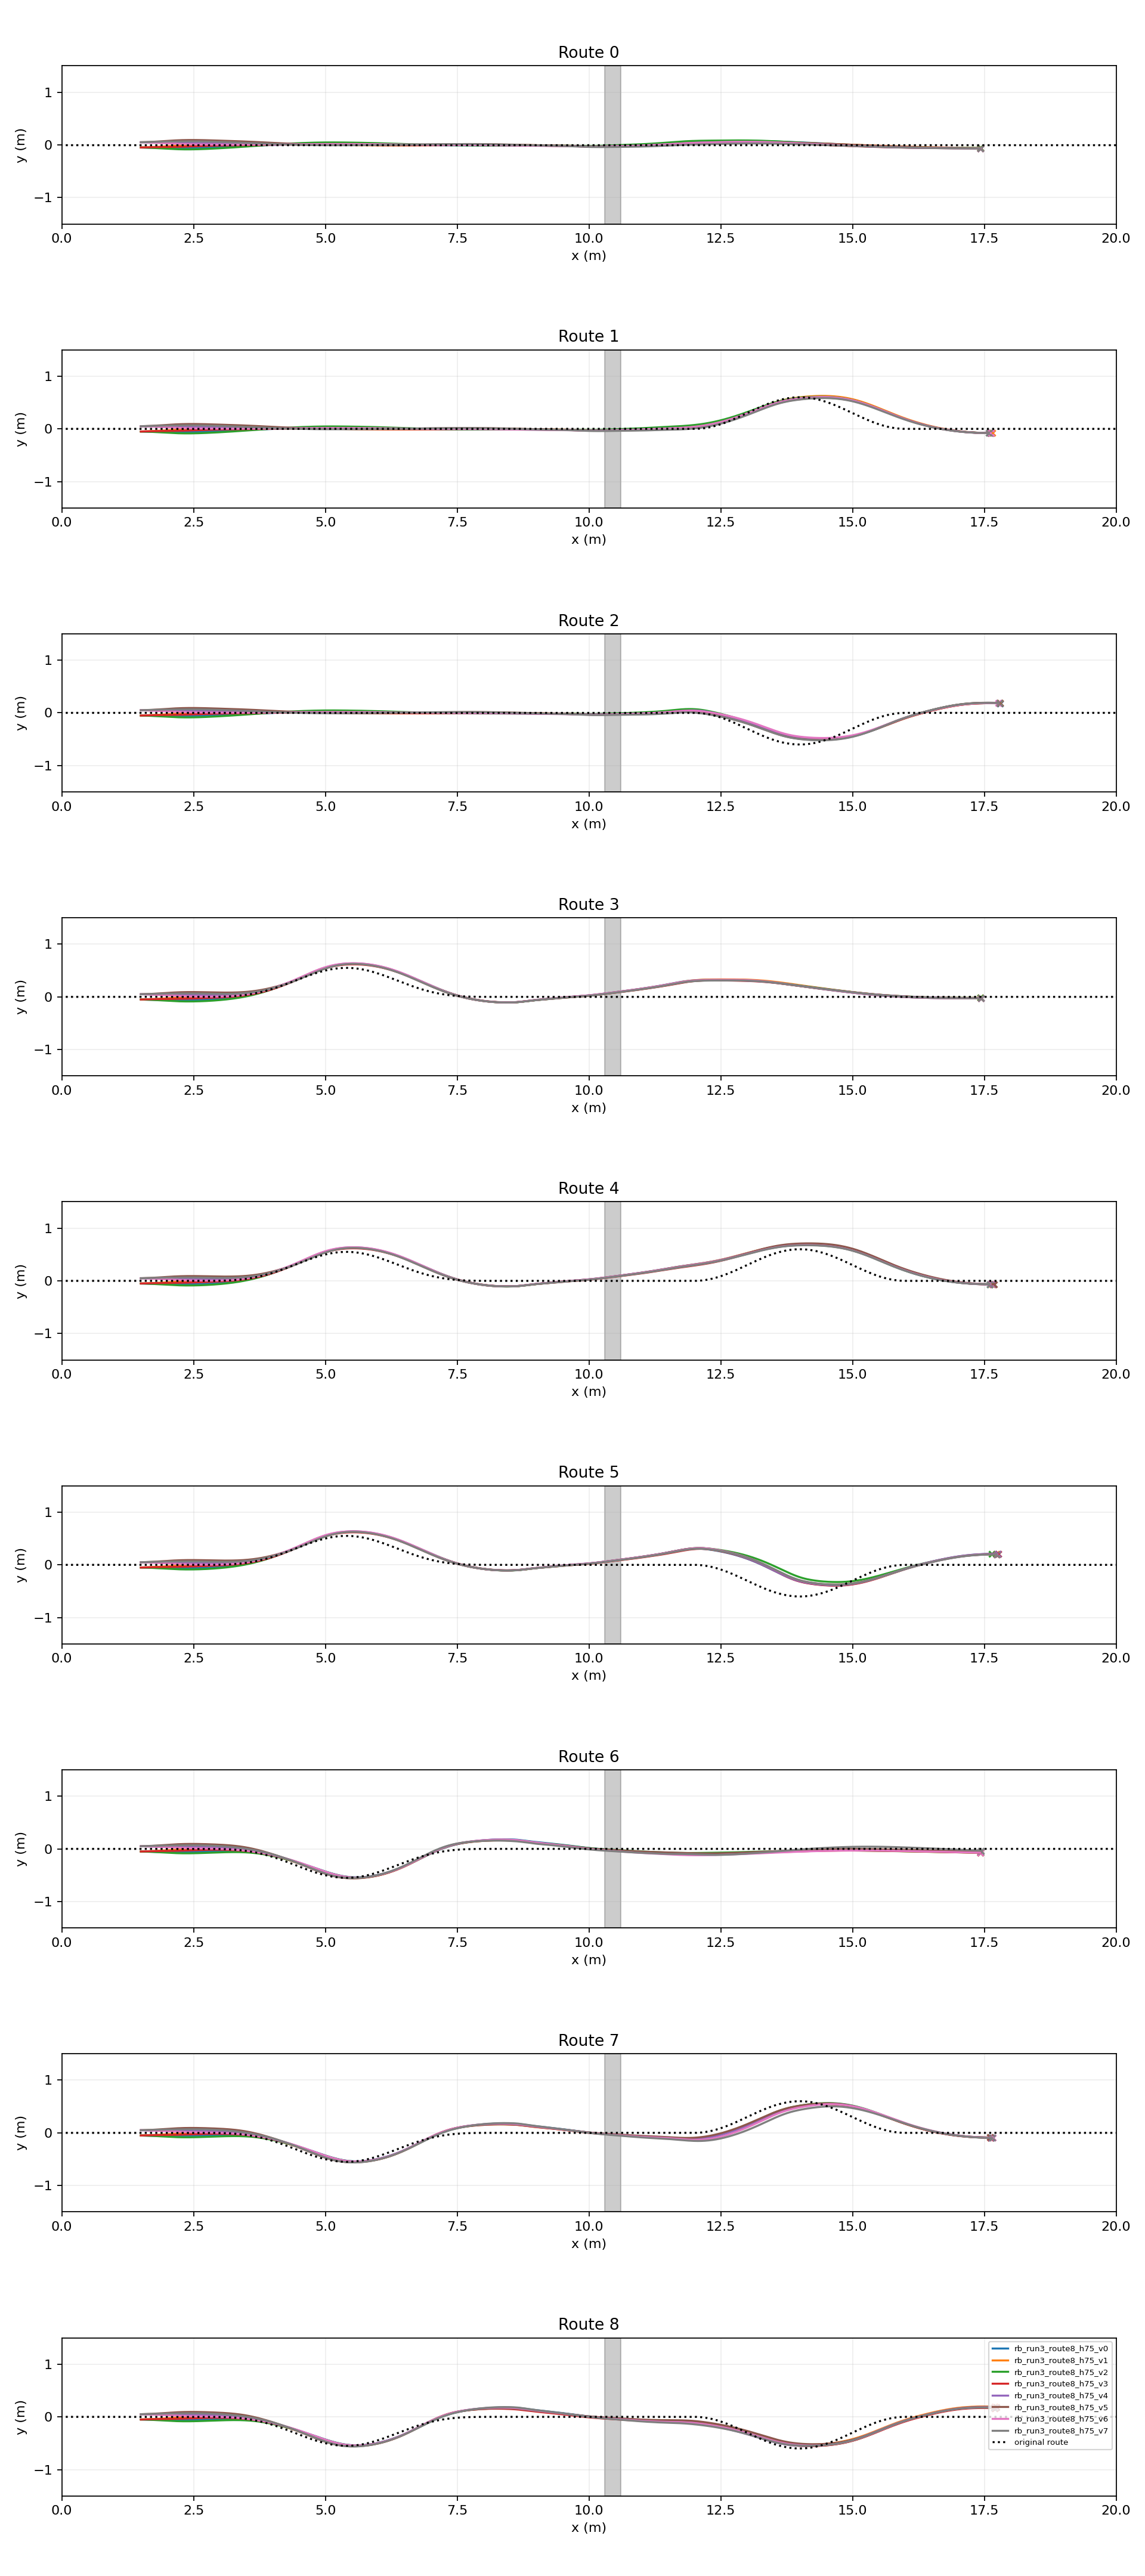 Route 0
1
0
−1
y (m)
0.0 2.5 5.0 7.5 10.0 12.5 15.0 17.5 20.0
x (m)
Route 1
1
0
−1
y (m)
0.0 2.5 5.0 7.5 10.0 12.5 15.0 17.5 20.0
x (m)
Route 2
1
0
−1
y (m)
0.0 2.5 5.0 7.5 10.0 12.5 15.0 17.5 20.0
x (m)
Route 3
1
0
−1
y (m)
0.0 2.5 5.0 7.5 10.0 12.5 15.0 17.5 20.0
x (m)
Route 4
1
0
−1
y (m)
0.0 2.5 5.0 7.5 10.0 12.5 15.0 17.5 20.0
x (m)
Route 5
1
0
−1
y (m)
0.0 2.5 5.0 7.5 10.0 12.5 15.0 17.5 20.0
x (m)
Route 6
1
0
−1
y (m)
0.0 2.5 5.0 7.5 10.0 12.5 15.0 17.5 20.0
x (m)
Route 7
1
0
−1
y (m)
0.0 2.5 5.0 7.5 10.0 12.5 15.0 17.5 20.0
x (m)
Route 8
1
0
−1
y (m)
rb_run3_route8_h75_v0
rb_run3_route8_h75_v1
rb_run3_route8_h75_v2
rb_run3_route8_h75_v3
rb_run3_route8_h75_v4
rb_run3_route8_h75_v5
rb_run3_route8_h75_v6
rb_run3_route8_h75_v7
original route
0.0 2.5 5.0 7.5 10.0 12.5 15.0 17.5 20.0
x (m)